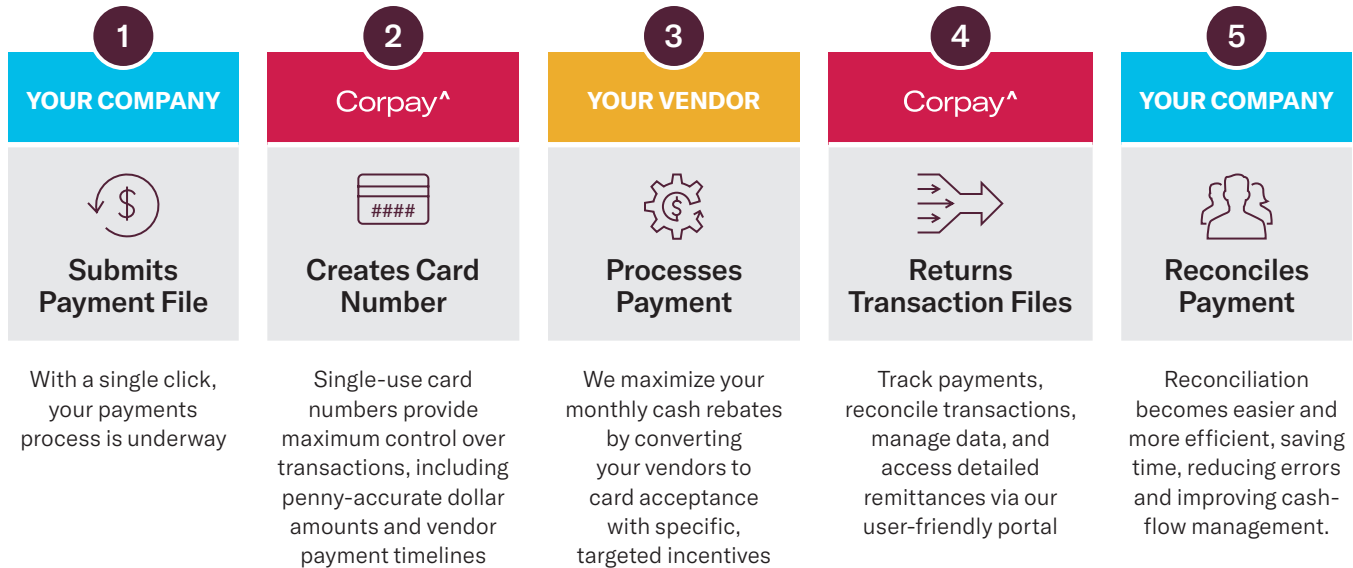 1
YOUR COMPANY
Submits
Payment File
With a single click,
your payments
process is underway
2
Corpay^
####
Creates Card
Number
Single-use card
numbers provide
maximum control over
transactions, including
penny-accurate dollar
amounts and vendor
payment timelines
3
YOUR VENDOR
$
Processes
Payment
We maximize your
monthly cash rebates
by converting
your vendors to
card acceptance
with specific,
targeted incentives
4
Corpay^
Returns
Transaction Files
Track payments,
reconcile transactions,
manage data, and
access detailed
remittances via our
user-friendly portal
5
YOUR COMPANY
Reconciles
Payment
Reconciliation
becomes easier and
more efficient, saving
time, reducing errors
and improving cash-
flow management.